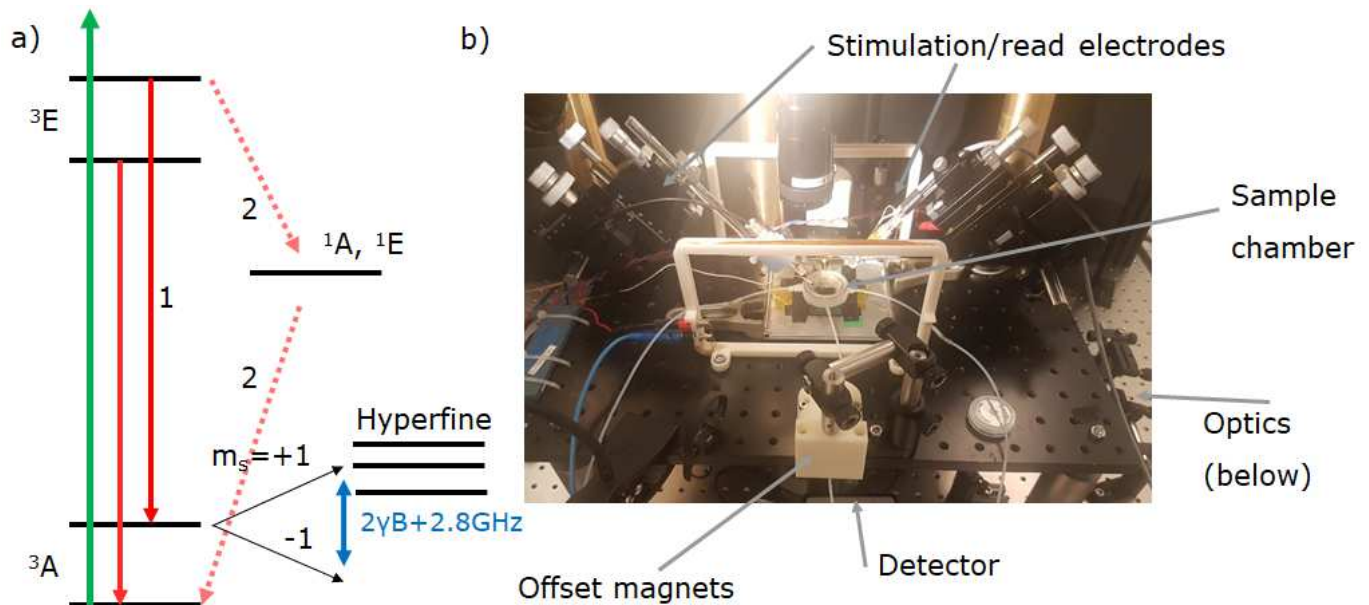 a)
³E
2
¹A, ¹E
1
2
Hyperfine
mₛ=+1
-1
2γB+2.8GHz
³A
b)
Stimulation/read electrodes
Sample
chamber
Optics
(below)
Detector
Offset magnets